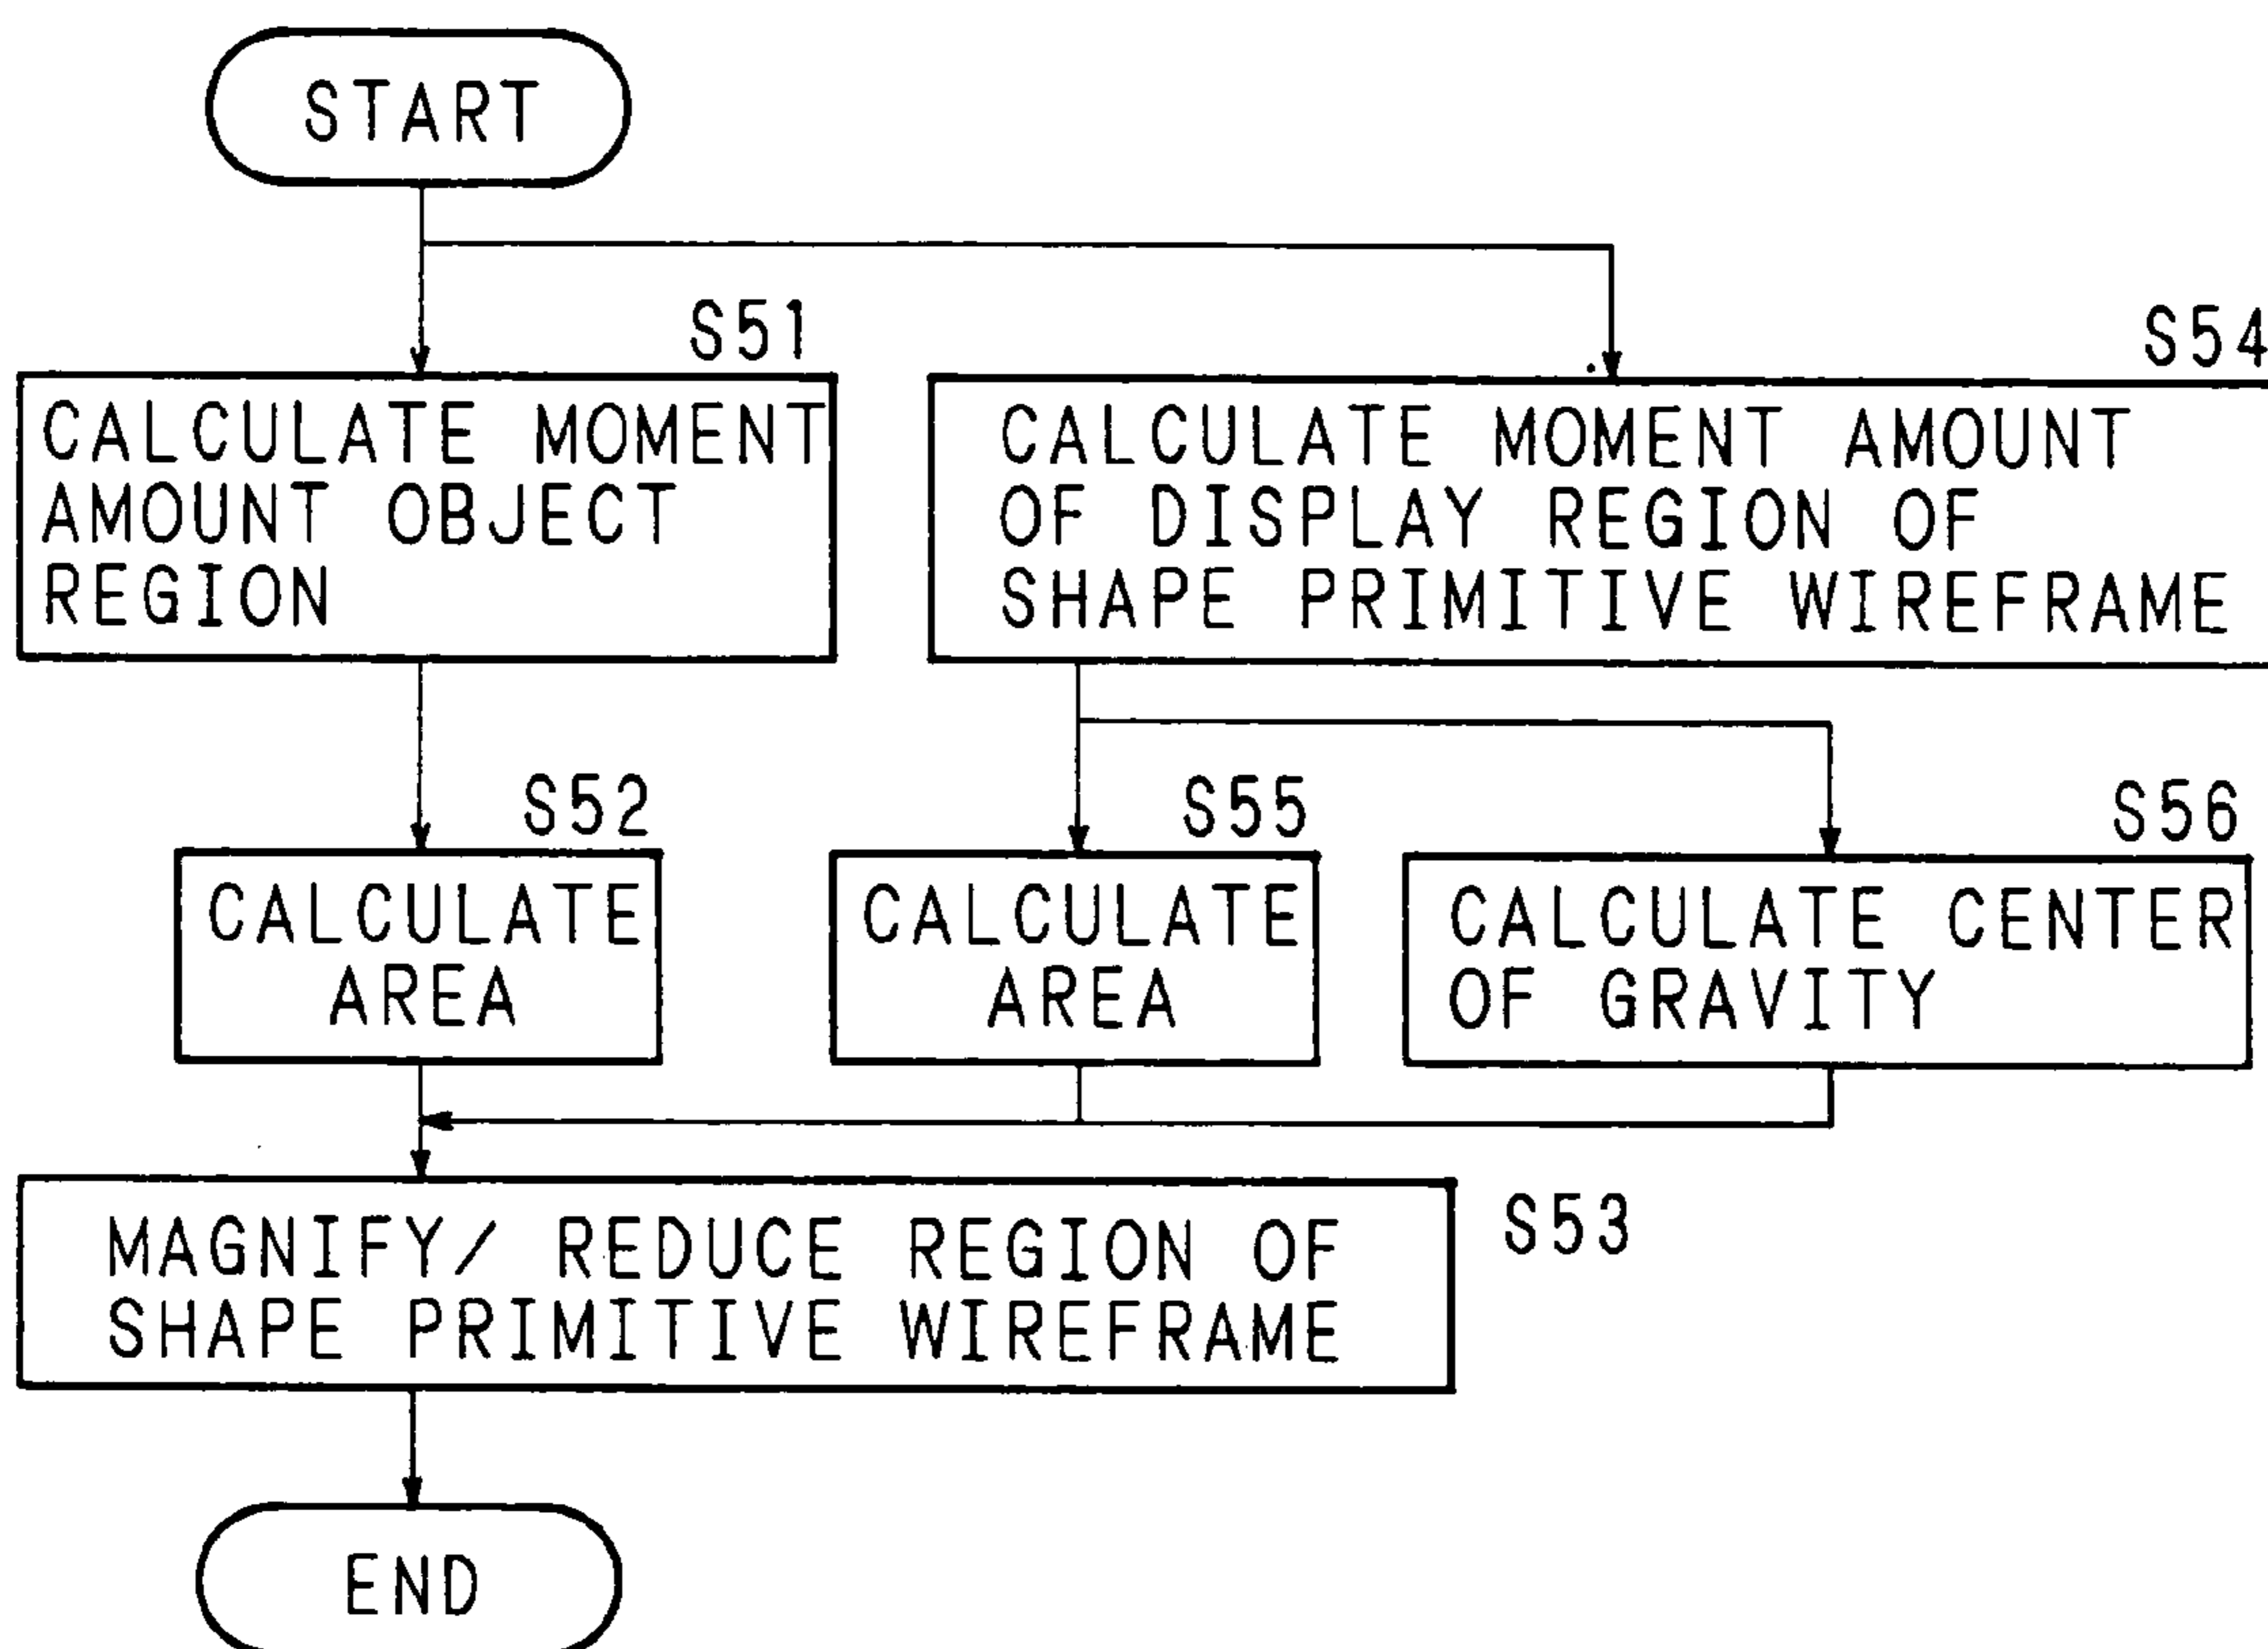 START
S51
CALCULATE MOMENT
AMOUNT OBJECT
REGION
S54
CALCULATE MOMENT AMOUNT
OF DISPLAY REGION OF
SHAPE PRIMITIVE WIREFRAME
S52
CALCULATE
AREA
S55
CALCULATE
AREA
S56
CALCULATE CENTER
OF GRAVITY
MAGNIFY/ REDUCE REGION OF
SHAPE PRIMITIVE WIREFRAME
S53
END